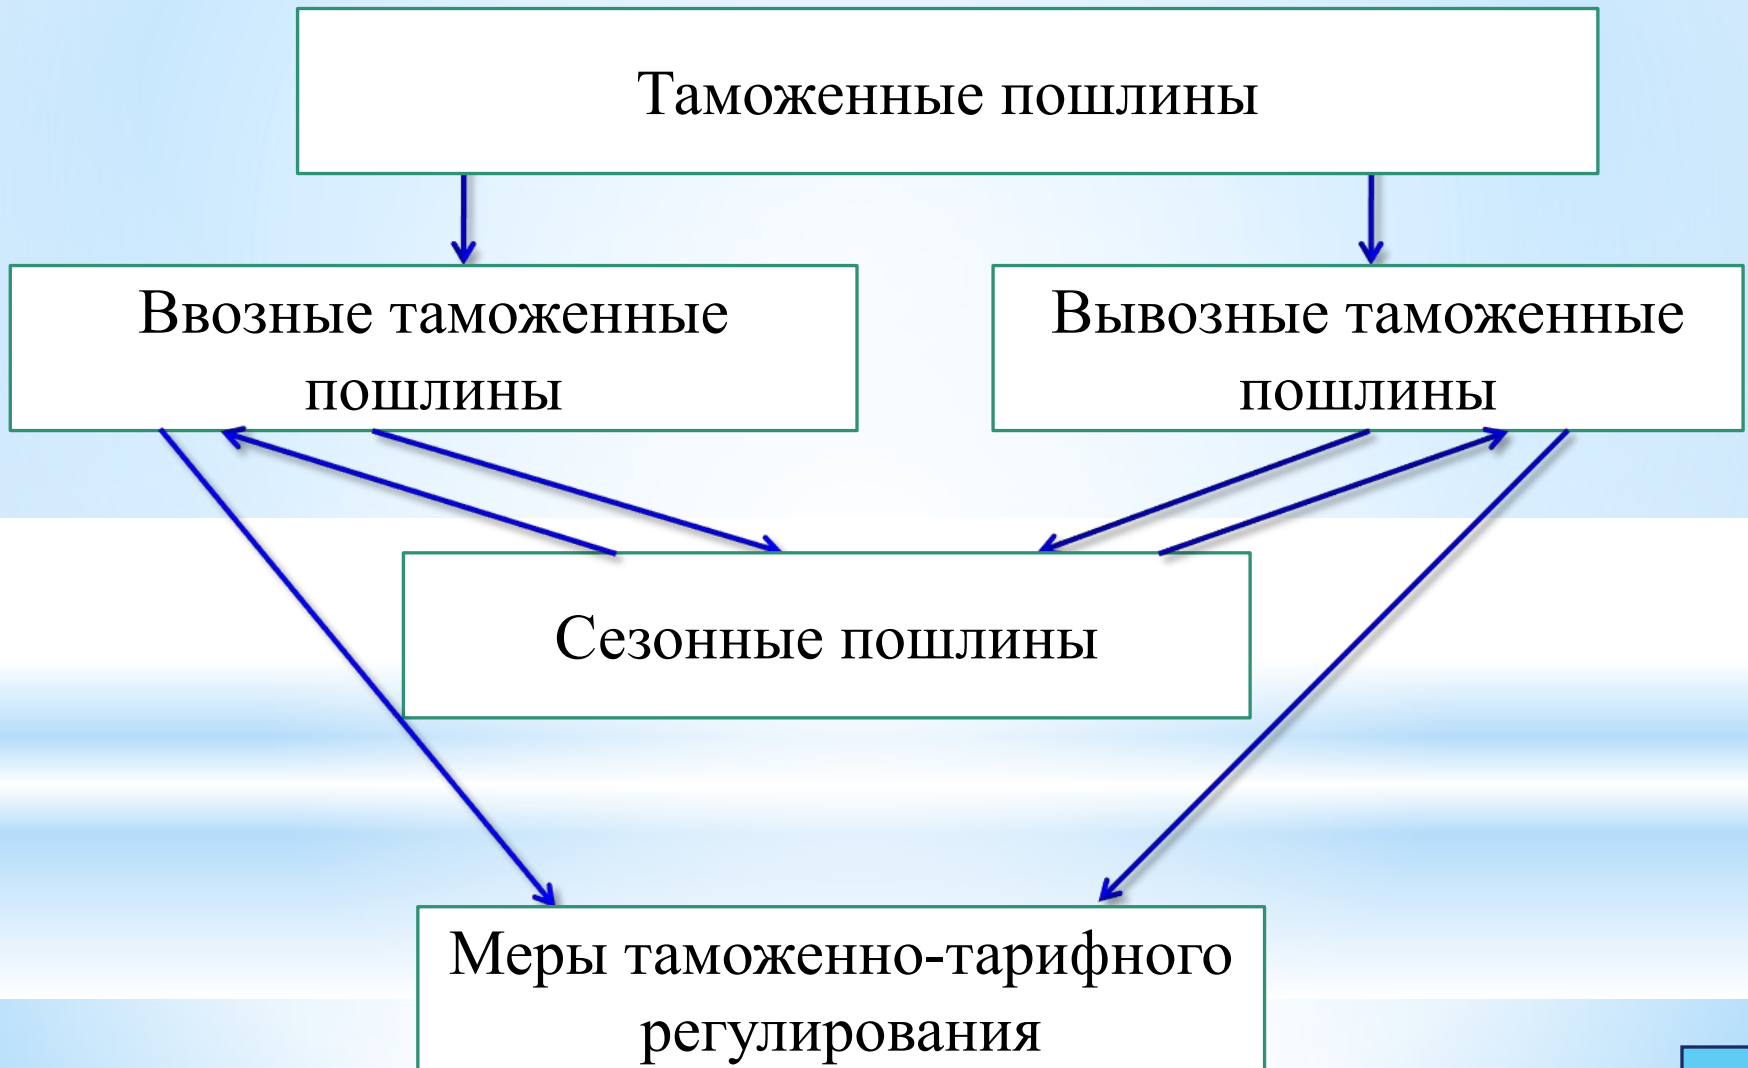 Таможенные пошлины
Ввозные таможенные
пошлины
Вывозные таможенные
пошлины
Сезонные пошлины
Меры таможенно-тарифного
регулирования